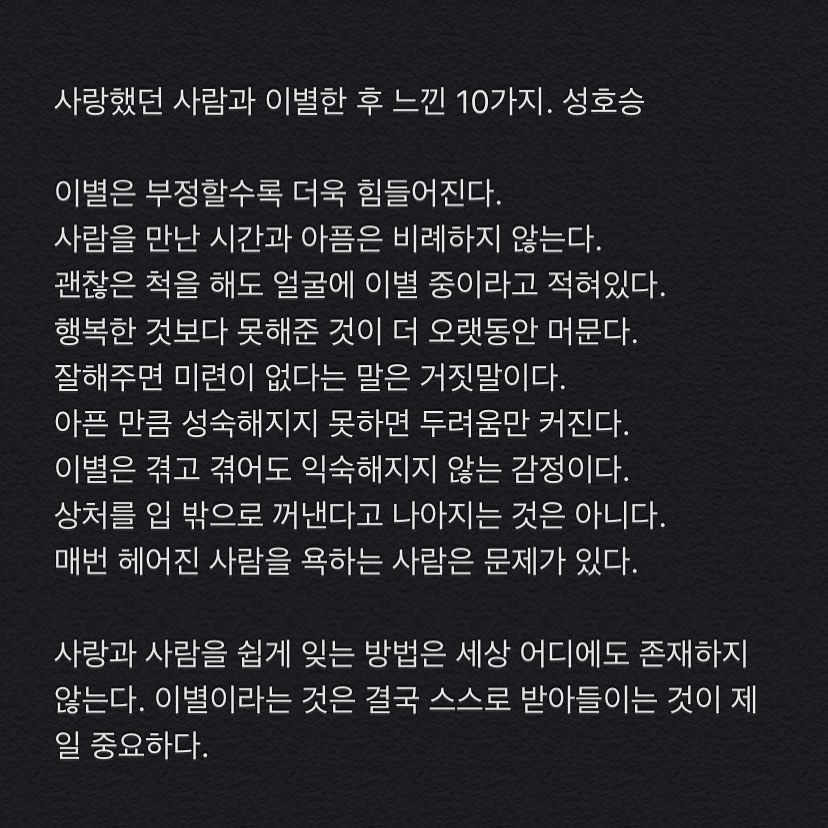 사랑했던 사람과 이별한 후 느낀 10가지. 성호승
이별은 부정할수록 더욱 힘들어진다.
사람을 만난 시간과 아픔은 비례하지 않는다.
괜찮은 척을 해도 얼굴에 이별 중이라고 적혀있다.
행복한 것보다 못해준 것이 더 오랫동안 머문다.
잘해주면 미련이 없다는 말은 거짓말이다.
아픈 만큼 성숙해지지 못하면 두려움만 커진다.
이별은 겪고 겪어도 익숙해지지 않는 감정이다.
상처를 입 밖으로 꺼낸다고 나아지는 것은 아니다.
매번 헤어진 사람을 욕하는 사람은 문제가 있다.
사랑과 사람을 쉽게 잊는 방법은 세상 어디에도 존재하지
않는다. 이별이라는 것은 결국 스스로 받아들이는 것이 제
일 중요하다.